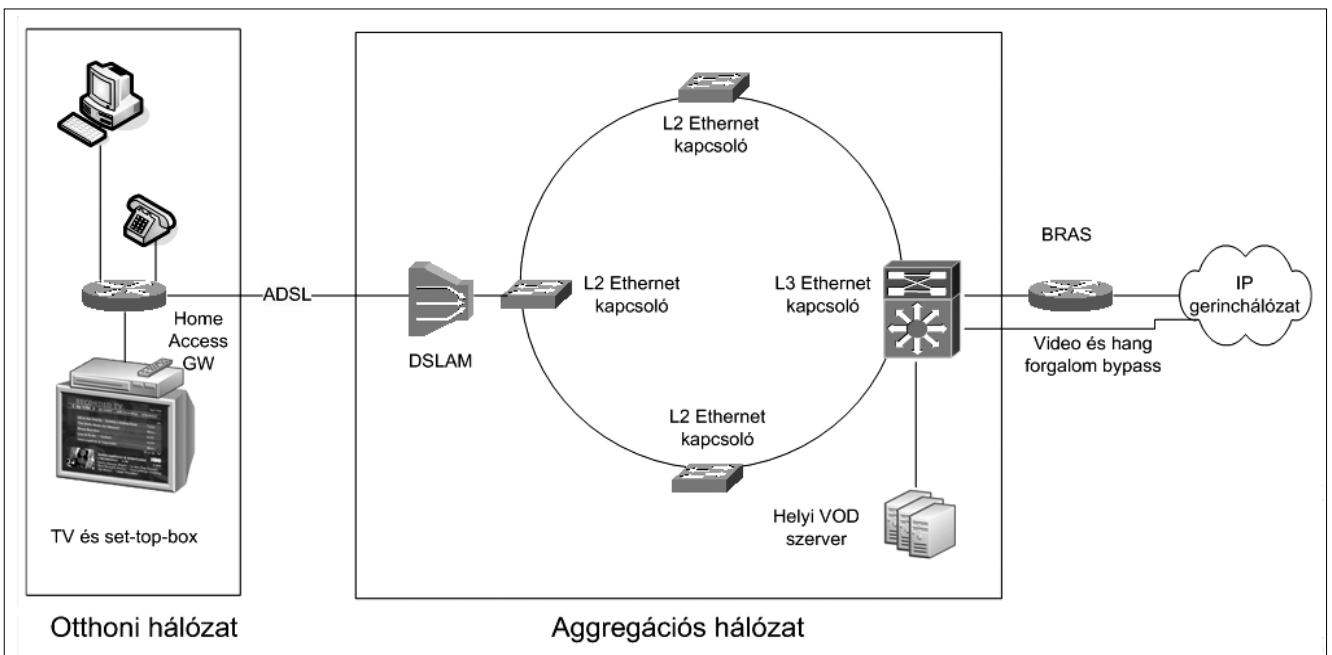 L2 Ethernet
kapcsoló
BRAS
L2 Ethernet
kapcsoló
L3 Ethernet
kapcsoló
IP
gerinchálózat
ADSL
Home
Access
GW
DSLAM
Video és hang
forgalom bypass
L2 Ethernet
kapcsoló
TV és set-top-box
Helyi VOD
szerver
Otthoni hálózat
Aggregációs hálózat